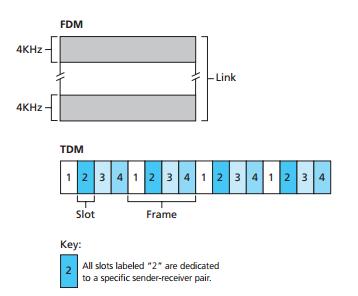 FDM
4KHz
Link
4KHz
TDM
1 2 3 4 1 2 3 4 1 2 3 4 1 2 3 4
Slot Frame
Key:
2 All slots labeled “2” are dedicated
to a specific sender-receiver pair.